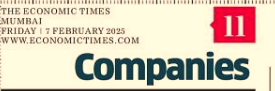 THE ECONOMIC TIMES
MUMBAI
FRIDAY | 7 FEBRUARY 2025
WWW.ECONOMICTIMES.COM
11
Companies